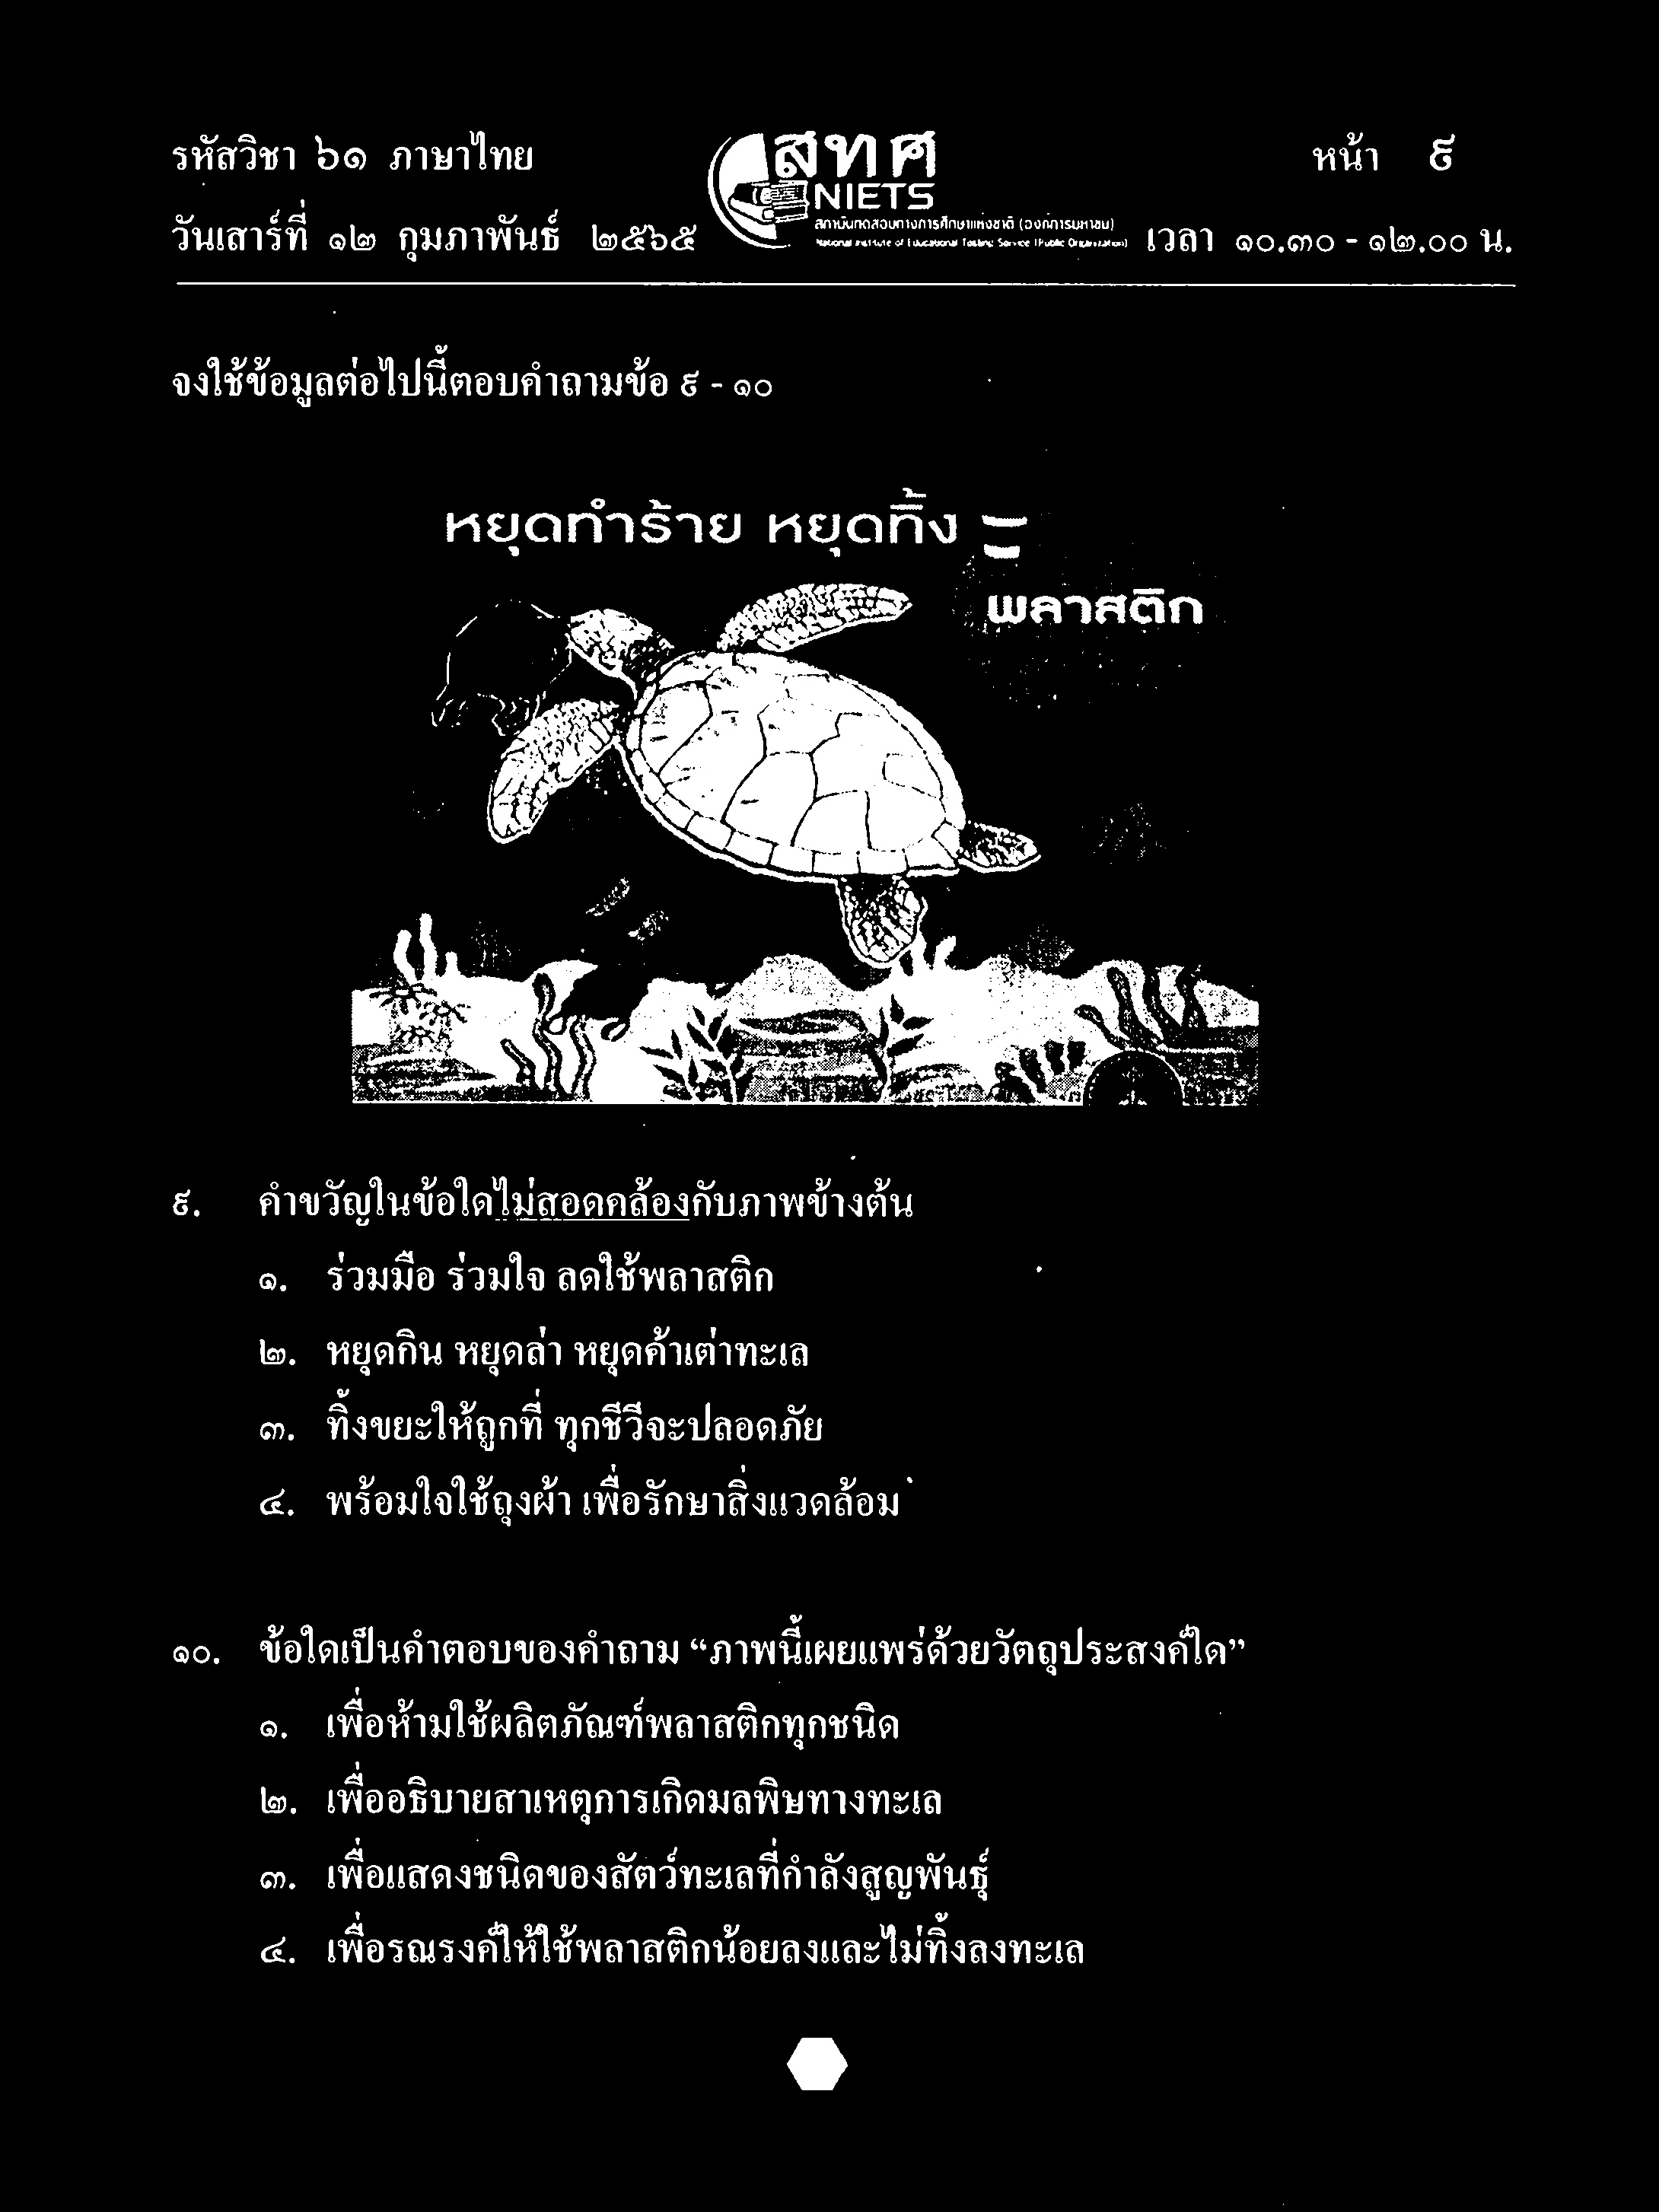 รหัสวิชา ๖๑ ภาษาไทย
สทศ
NIETS
สถาบันทดสอบทางการศึกษาแห่งชาติ (องค์การมหาชน)
National Institute of Educational Testing Service (Public Organization)
หน้า ๙
วันเสาร์ที่ ๑๒ กุมภาพันธ์ ๒๕๖๕
เวลา ๑๐.๓๐ - ๑๒.๐๐ น.
จงใช้ข้อมูลต่อไปนี้ตอบคำถามข้อ ๙ - ๑๐
หยุดทำร้าย หยุดทิ้ง
พลาสติก
๙. คำขวัญในข้อใดไม่สอดคล้องกับภาพข้างต้น
๑. ร่วมมือ ร่วมใจ ลดใช้พลาสติก
๒. หยุดกิน หยุดล่า หยุดค้าเต่าทะเล
๓. ทิ้งขยะให้ถูกที่ ทุกชีวีจะปลอดภัย
๔. พร้อมใจใช้ถุงผ้า เพื่อรักษาสิ่งแวดล้อม
๑๐. ข้อใดเป็นคำตอบของคำถาม “ภาพนี้เผยแพร่ด้วยวัตถุประสงค์ใด”
๑. เพื่อห้ามใช้ผลิตภัณฑ์พลาสติกทุกชนิด
๒. เพื่ออธิบายสาเหตุการเกิดมลพิษทางทะเล
๓. เพื่อแสดงชนิดของสัตว์ทะเลที่กำลังสูญพันธุ์
๔. เพื่อรณรงค์ให้ใช้พลาสติกน้อยลงและไม่ทิ้งลงทะเล